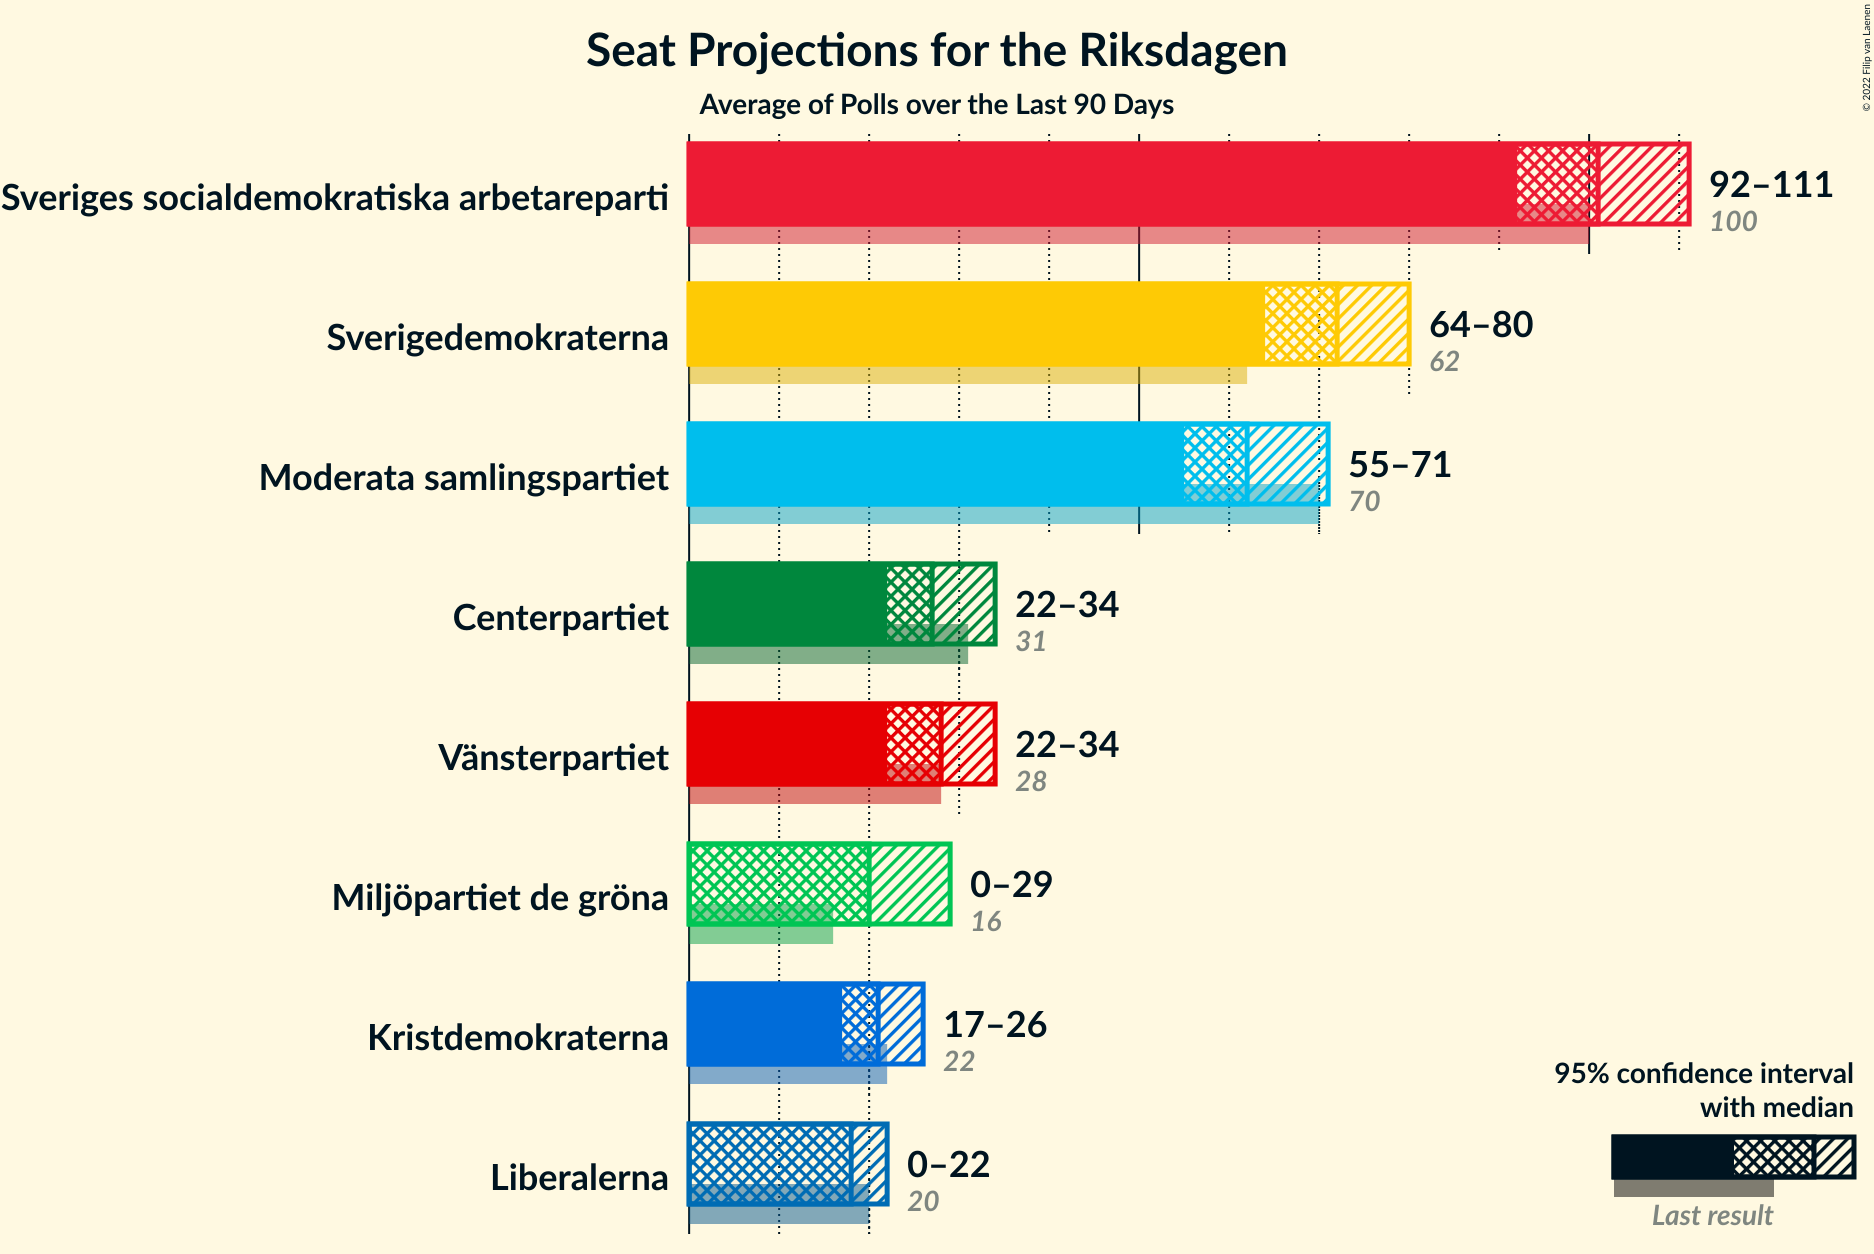 Seat Projections for the Riksdagen
Average of Polls over the Last 90 Days
© 2022 Filip van Laenen
Sveriges socialdemokratiska arbetareparti
92–111
100
Sverigedemokraterna
64–80
62
Moderata samlingspartiet
55–71
70
Centerpartiet
22–34
31
Vänsterpartiet
22–34
28
Miljöpartiet de gröna
0–29
16
Kristdemokraterna
17–26
22
Liberalerna
0–22
20
95% confidence interval
with median
Last result